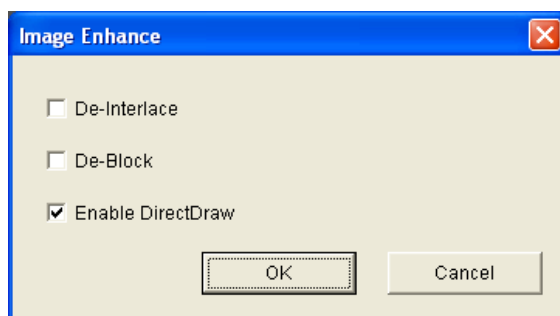 Image Enhance
De-Interlace
De-Block
Enable DirectDraw
OK Cancel